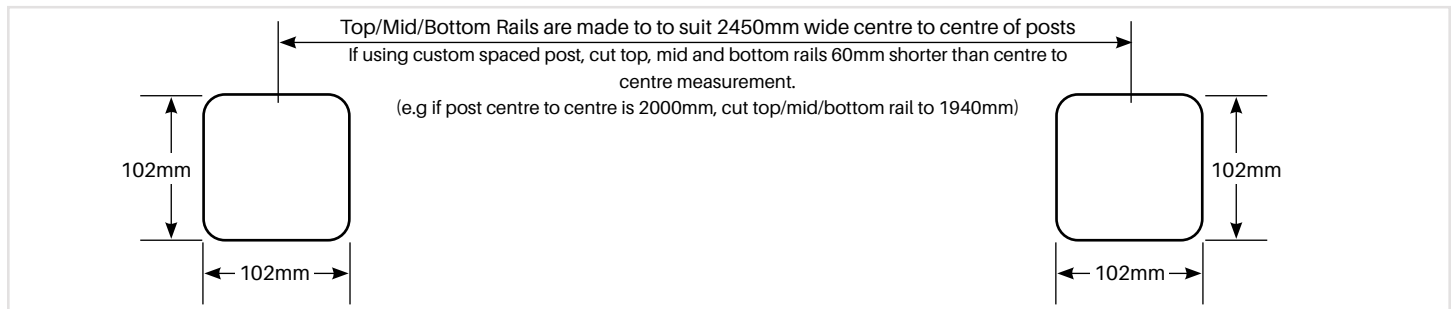 Top/Mid/Bottom Rails are made to to suit 2450mm wide centre to centre of posts
If using custom spaced post, cut top, mid and bottom rails 60mm shorter than centre to
centre measurement.
(e.g if post centre to centre is 2000mm, cut top/mid/bottom rail to 1940mm)
102mm
102mm
102mm
102mm